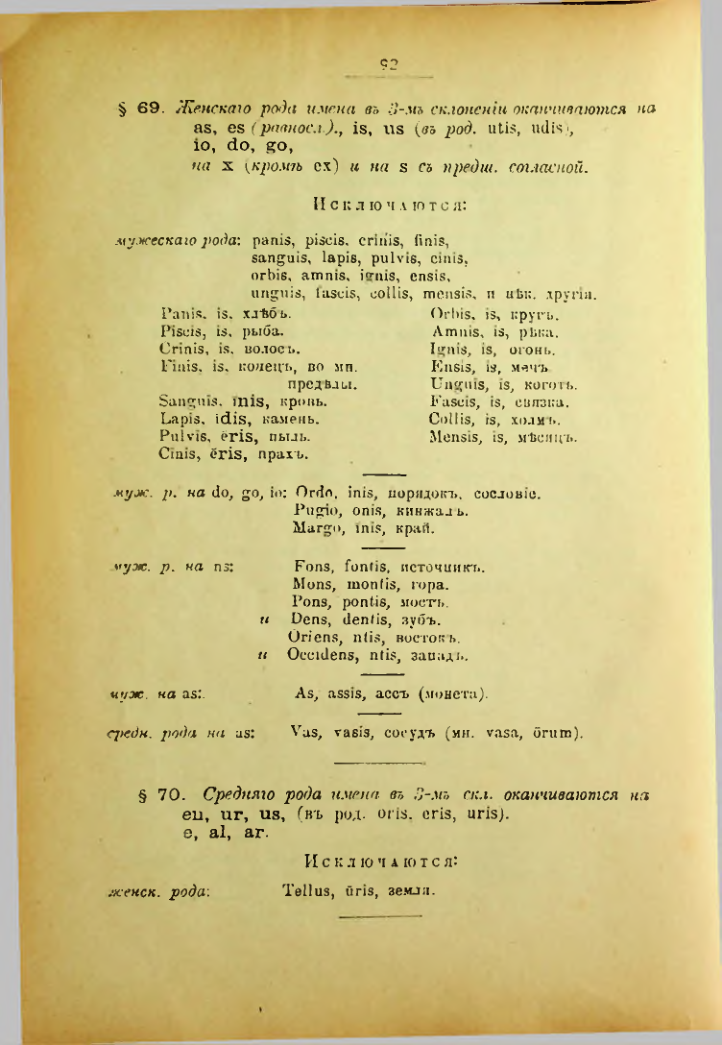 92
§ 69. Женскаго рода имена въ 3-мъ склоненіи оканчиваются на
as, es (равносл.)., is, us (въ род. utis, udis),
io, do, go,
на x (кромѣ ex) и на s съ предш. согласной.
Исключаются:
мужескаго рода: panis, piscis, crinis, finis,
sanguis, lapis, pulvis, cinis,
orbis, amnis, ignis, ensis,
unguis, fascis, collis, mensis, и нѣк. другія.
Panis, is, хлѣбъ. Orbis, is, кругъ.
Piscis, is, рыба. Amnis, is, рѣка.
Crinis, is, волосъ. Ignis, is, огонь.
Finis, is, конецъ, во мн. Ensis, is, мечъ
предѣлы. Unguis, is, коготь.
Sanguis, ĭnis, кровь. Fascis, is, связка.
Lapis, ĭdis, камень. Collis, is, холмъ.
Pulvis, ĕris, пыль. Mensis, is, мѣсяцъ.
Cinis, ĕris, прахъ.
муж. р. на do, go, io: Ordo, inis, порядокъ, сословіе.
Pugio, onis, кинжалъ.
Margo, ĭnis, край.
муж. р. на ns: Fons, fontis, источникъ.
Mons, montis, гора.
Pons, pontis, мостъ.
и Dens, dentis, зубъ.
Oriens, ntis, востокъ.
и Occidens, ntis, западъ.
муж. на as: As, assis, ассъ (монета).
средн. рода на as: Vas, vasis, сосудъ (мн. vasa, ōrum).
§ 70. Средняго рода имена въ 3-мъ скл. оканчиваются на
en, ur, us, (въ род. oris, eris, uris).
e, al, ar.
Исключаются:
женск. рода: Tellus, ūris, земля.